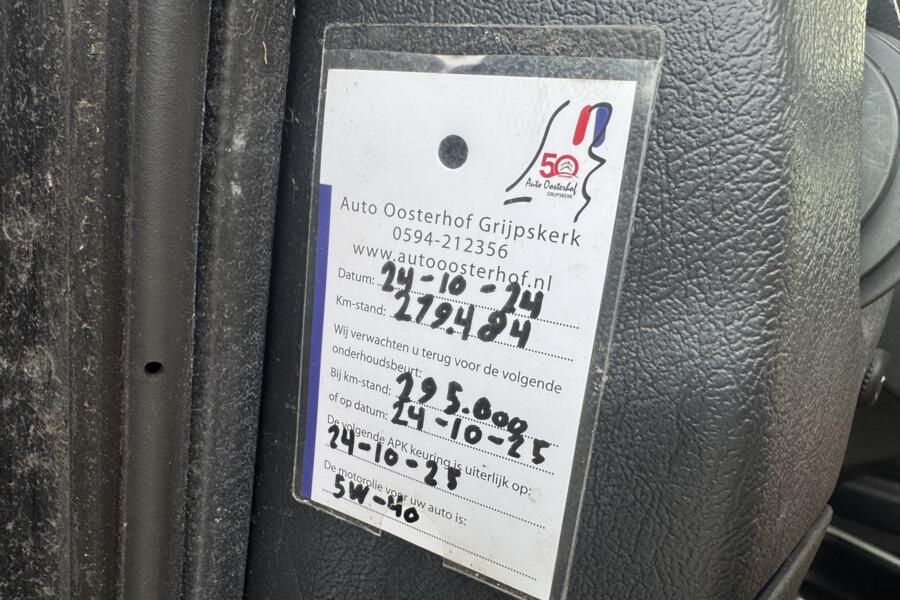 50
Auto Oosterhof
GRIJPSKERK
Auto Oosterhof Grijpskerk
0594-212356
www.autooosterhof.nl
Datum: 24-10-24
Km-stand: 279.484
Wij verwachten u terug voor de volgende
onderhoudsbeurt:
Bij km-stand: 295.000
of op datum: 24-10-25
De volgende APK keuring is uiterlijk op:
24-10-25
De motorolie voor uw auto is:
5W-40